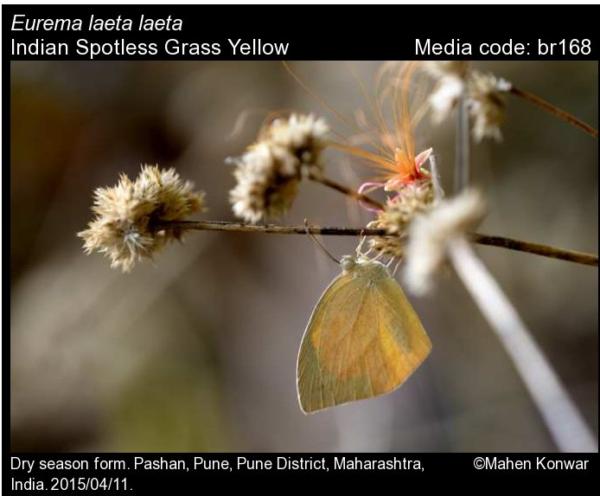 Eurema laeta laeta
Indian Spotless Grass Yellow
Media code: br168
Dry season form. Pashan, Pune, Pune District, Maharashtra,
India. 2015/04/11.
©Mahen Konwar